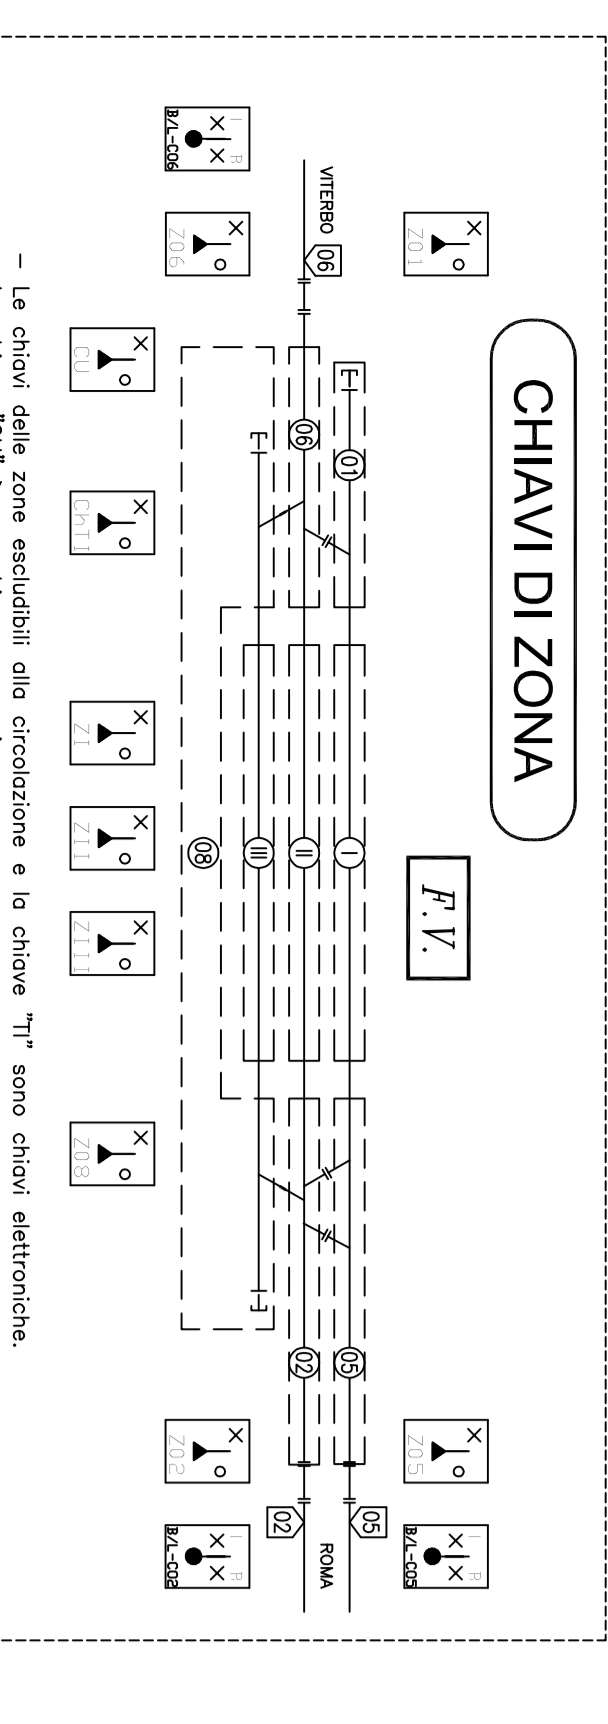 CHIAVI DI ZONA
F.V.
X O Z01
X O Z05
I R X X B/L-C05
VITERBO
06
01
I
05
05
06
II
02
02
ROMA
III
08
I R X X B/L-C06
X O Z06
X O Z02
I R X X B/L-C02
X O CU
X O ChTI
X O ZI
X O ZII
X O ZIII
X O Z08
– Le chiavi delle zone escludibili alla circolazione e la chiave "TI" sono chiavi elettroniche.